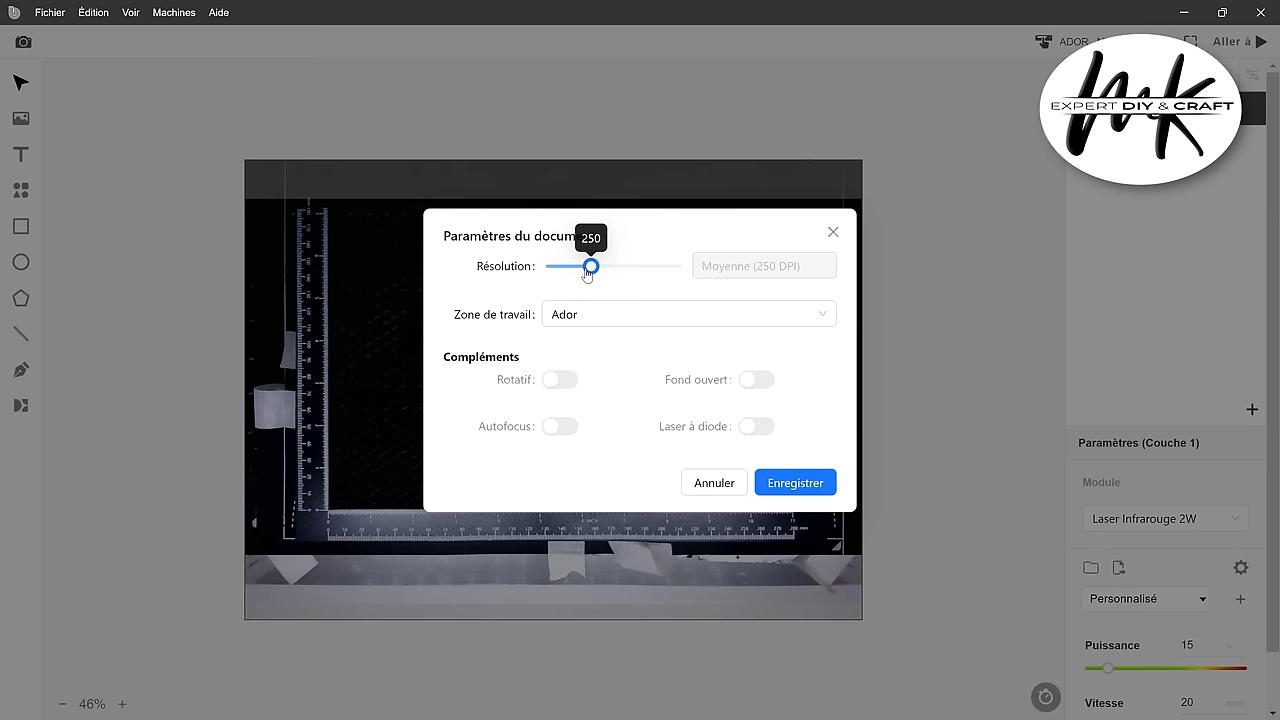 Fichier Édition Voir Machines Aide
ADOR
Aller à
MK
EXPERT DIY & CRAFT
Paramètres du docum
250
Résolution:
Moyenne (250 DPI)
Zone de travail:
Ador
Compléments
Rotatif:
Fond ouvert:
Autofocus:
Laser à diode:
Annuler
Enregistrer
Paramètres (Couche 1)
Module
Laser Infrarouge 2W
Personnalisé
Puissance
15
%
Vitesse
20
mm/s
46%